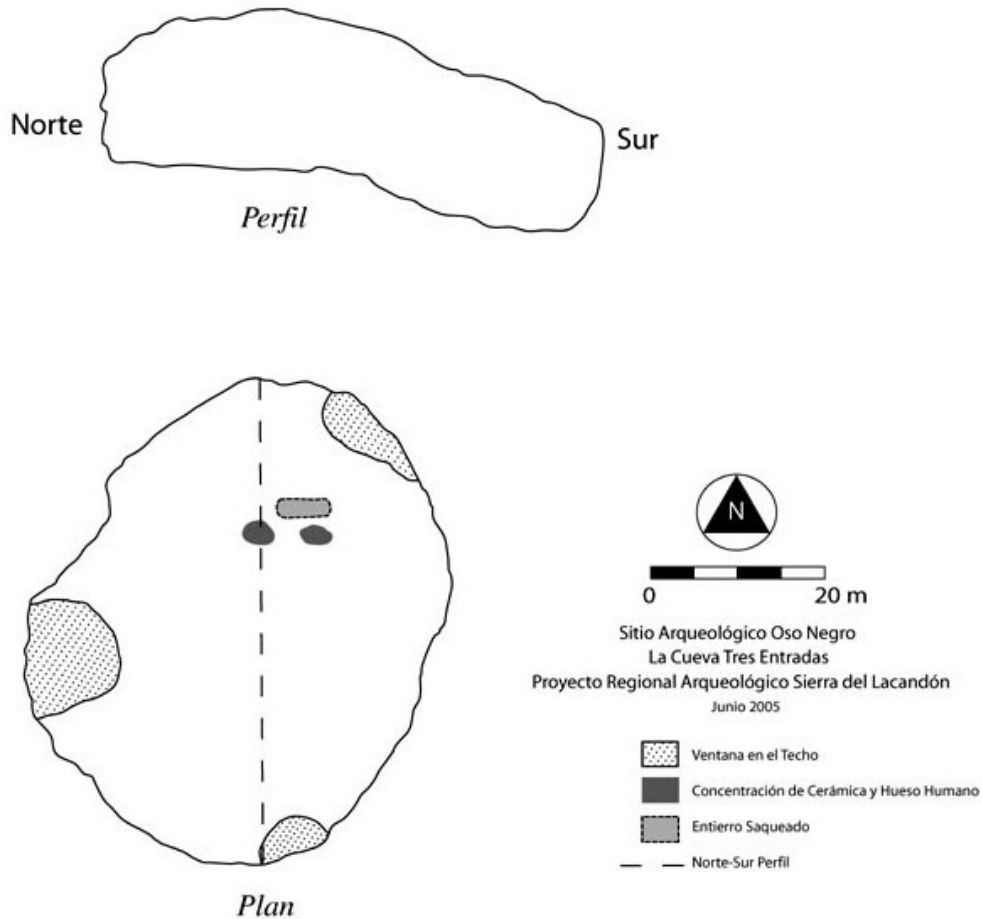 Norte
Sur
Perfil
N
0 20 m
Sitio Arqueológico Oso Negro
La Cueva Tres Entradas
Proyecto Regional Arqueológico Sierra del Lacandón
Junio 2005
Ventana en el Techo
Concentración de Cerámica y Hueso Humano
Entierro Saqueado
Norte-Sur Perfil
Plan